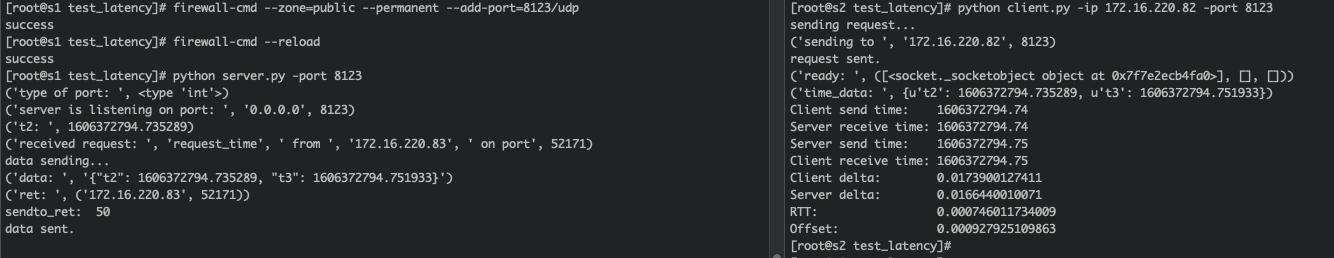 [root@s1 test_latency]# firewall-cmd --zone=public --permanent --add-port=8123/udp
success
[root@s1 test_latency]# firewall-cmd --reload
success
[root@s1 test_latency]# python server.py -port 8123
('type of port: ', <type 'int'>)
('server is listening on port: ', '0.0.0.0', 8123)
('t2: ', 1606372794.735289)
('received request: ', 'request_time', ' from ', '172.16.220.83', ' on port', 52171)
data sending...
('data: ', '{"t2": 1606372794.735289, "t3": 1606372794.751933}')
('ret: ', ('172.16.220.83', 52171))
sendto_ret:  50
data sent.
[root@s2 test_latency]# python client.py -ip 172.16.220.82 -port 8123
sending request...
('sending to ', '172.16.220.82', 8123)
request sent.
('ready: ', ([<socket._socketobject object at 0x7f7e2ecb4fa0>], [], []))
('time_data: ', {u't2': 1606372794.735289, u't3': 1606372794.751933})
Client send time:    1606372794.74
Server receive time: 1606372794.74
Server send time:    1606372794.75
Client receive time: 1606372794.75
Client delta:        0.0173900127411
Server delta:        0.0166440010071
RTT:                 0.000746011734009
Offset:              0.000927925109863
[root@s2 test_latency]#